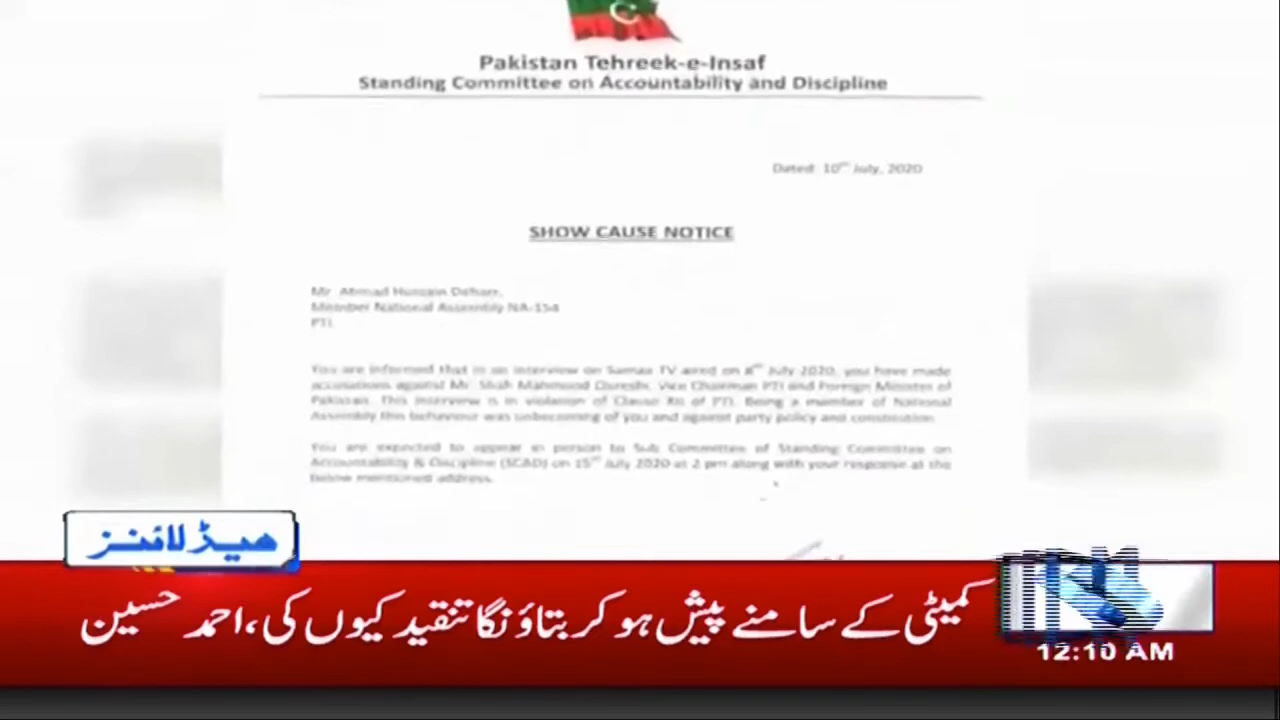 Pakistan Tehreek-e-Insaf
Standing Committee on Accountability and Discipline
Dated: 10th July, 2020
SHOW CAUSE NOTICE
Mr. Ahmad Hussain Deharr,
Member National Assembly NA-154
PTI
You are informed that in an interview on Samaa TV aired on 8th July 2020, you have made
accusations against Mr. Shah Mahmood Qureshi, Vice Chairman PTI and Foreign Minister of
Pakistan. This interview is in violation of Clause of PTI. Being a member of National
Assembly this behaviour was unbecoming of you and against party policy and constitution.
You are expected to appear in person to Sub Committee of Standing Committee on
Accountability & Discipline (SCAD) on 15th July 2020 at 2 pm along with your response at the
below mentioned address.
ہیڈلائنز
کمیٹی کے سامنے پیش ہو کر بتاؤنگا تنقید کیوں کی، احمد حسین
12:10 AM